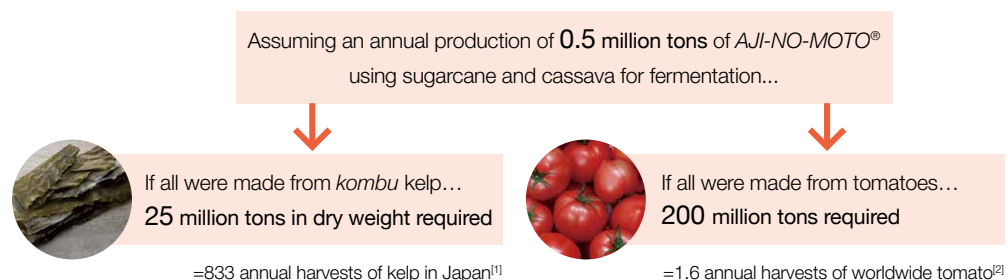 Assuming an annual production of 0.5 million tons of AJI-NO-MOTO®
using sugarcane and cassava for fermentation...
If all were made from kombu kelp…
25 million tons in dry weight required
=833 annual harvests of kelp in Japan[1]
If all were made from tomatoes…
200 million tons required
=1.6 annual harvests of worldwide tomato[2]